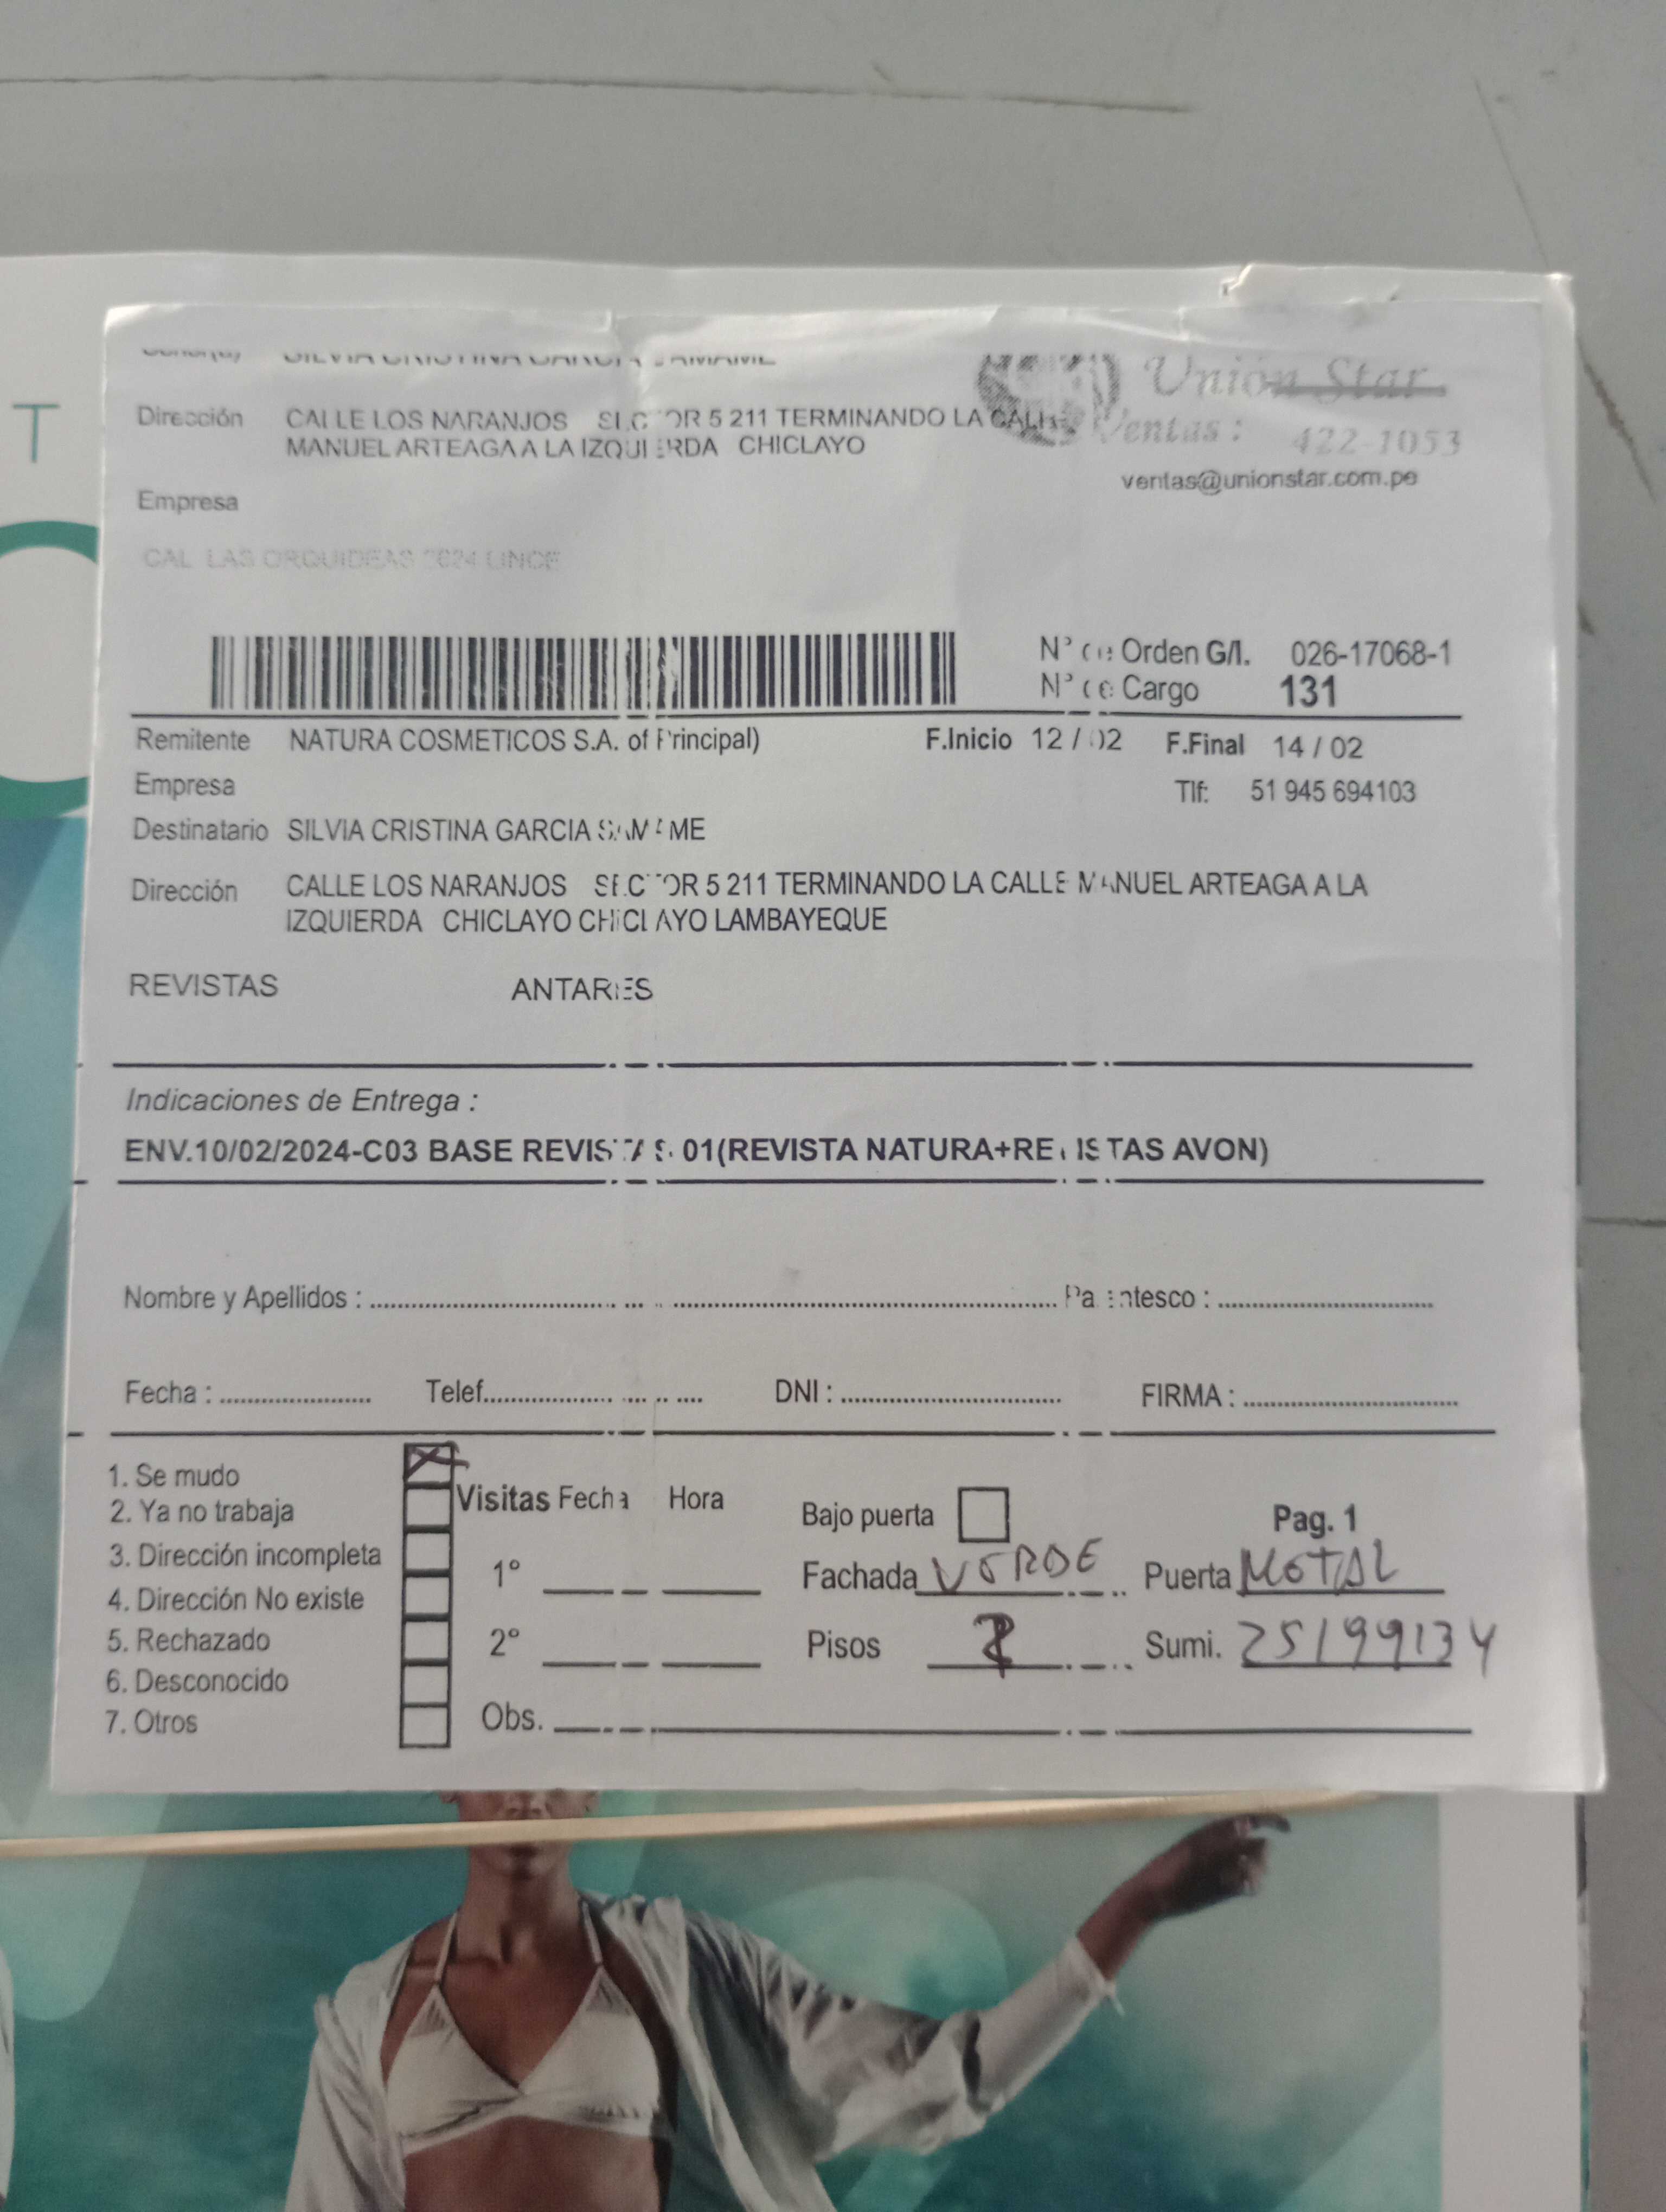 T
Señor(a) SILVIA CRISTINA GARCIA SAMAME
Unión Star
Dirección CALLE LOS NARANJOS SECTOR 5 211 TERMINANDO LA CALLE
MANUEL ARTEAGA A LA IZQUIERDA CHICLAYO
Ventas : 422-1053
ventas@unionstar.com.pe
Empresa
CAL LAS ORQUIDEAS 2624 LINCE
N° de Orden G/I. 026-17068-1
N° de Cargo 131
Remitente NATURA COSMETICOS S.A. of Principal)
F.Inicio 12 / 02 F.Final 14 / 02
Empresa
Tlf: 51 945 694103
Destinatario SILVIA CRISTINA GARCIA SAMAME
Dirección CALLE LOS NARANJOS SECTOR 5 211 TERMINANDO LA CALLE MANUEL ARTEAGA A LA
IZQUIERDA CHICLAYO CHICLAYO LAMBAYEQUE
REVISTAS ANTARES
Indicaciones de Entrega :
ENV.10/02/2024-C03 BASE REVISTAS 01(REVISTA NATURA+REVISTAS AVON)
Nombre y Apellidos : Parentesco :
Fecha : Telef. DNI : FIRMA :
1. Se mudo
2. Ya no trabaja
3. Dirección incompleta
4. Dirección No existe
5. Rechazado
6. Desconocido
7. Otros
Visitas Fecha Hora
1°
2°
Obs.
Bajo puerta
Pag. 1
Fachada VERDE Puerta METAL
Pisos Sumi. 25199134